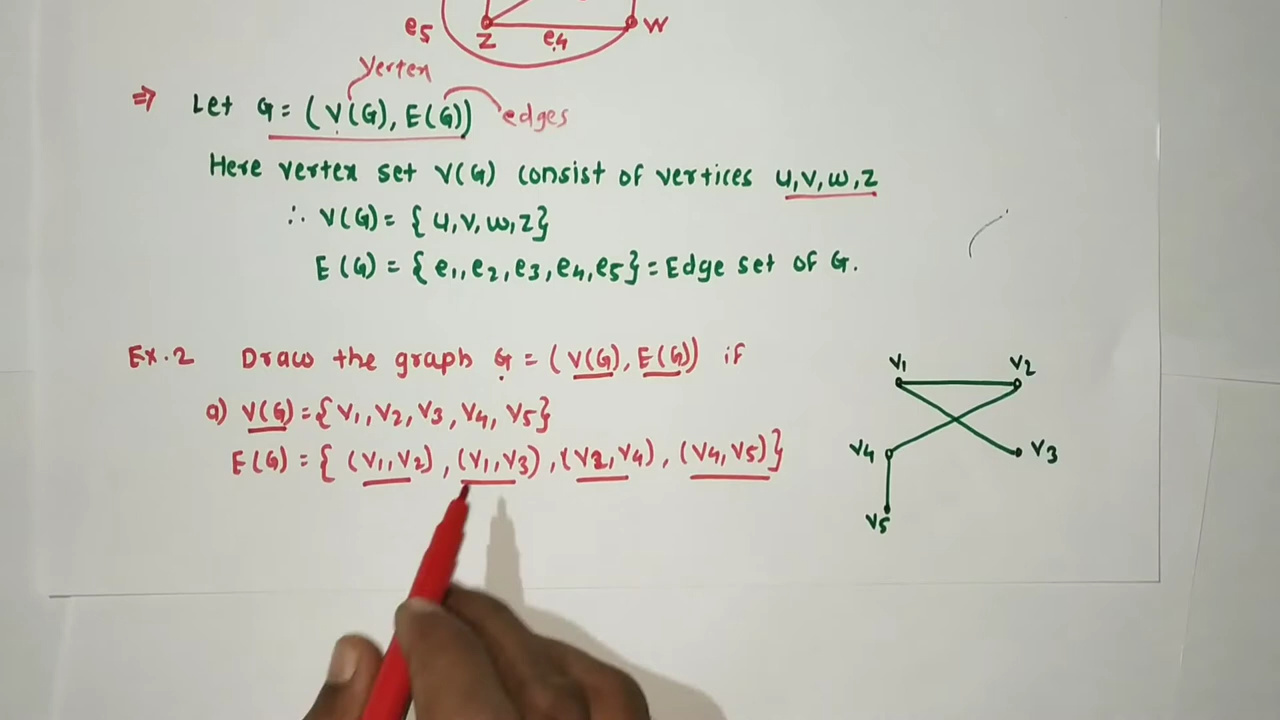 e5 z e4 w
Yerten
⇒ Let G = (V(G), E(G)) edges
Here vertex set V(G) consist of vertices u,v,w,z
∴ V(G) = {u,v,w,z}
E(G) = {e1,e2,e3,e4,e5} = Edge set of G.
Ex.2 Draw the graph G = (V(G), E(G)) if
a) V(G) = {V1,V2,V3,V4,V5}
E(G) = { (V1,V2), (V1,V3), (V2,V4), (V4,V5)}
V1 V2
V4 V3
V5